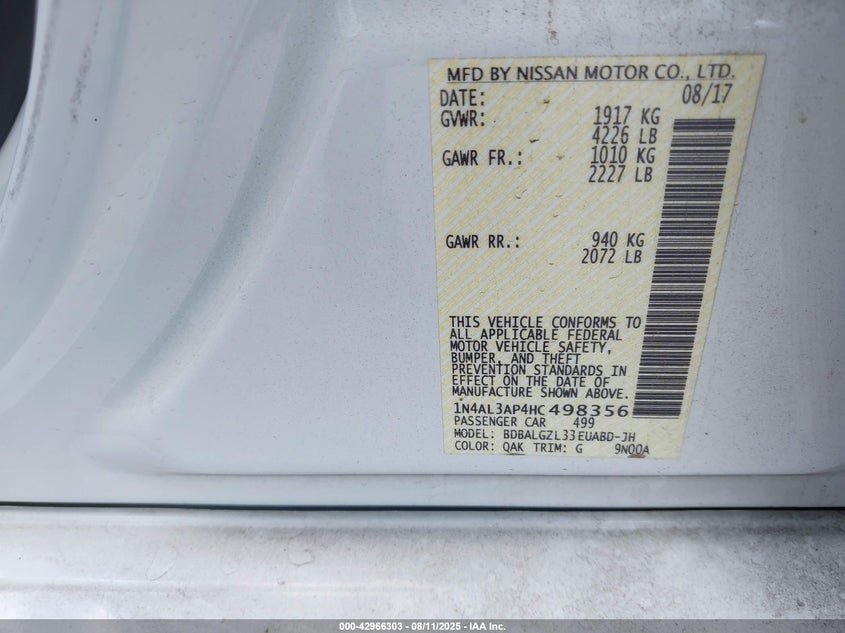 MFD BY NISSAN MOTOR CO., LTD.
DATE: 08/17
GVWR: 1917 KG
4226 LB
GAWR FR.: 1010 KG
2227 LB
GAWR RR.: 940 KG
2072 LB
THIS VEHICLE CONFORMS TO
ALL APPLICABLE FEDERAL
MOTOR VEHICLE SAFETY,
BUMPER, AND THEFT
PREVENTION STANDARDS IN
EFFECT ON THE DATE OF
MANUFACTURE SHOWN ABOVE.
1N4AL3AP4HC498356
PASSENGER CAR 499
MODEL: BDBALGZL33EUABD-JH
COLOR: QAK TRIM: G 9N00A
000-42966303 - 08/11/2025 - IAA Inc.